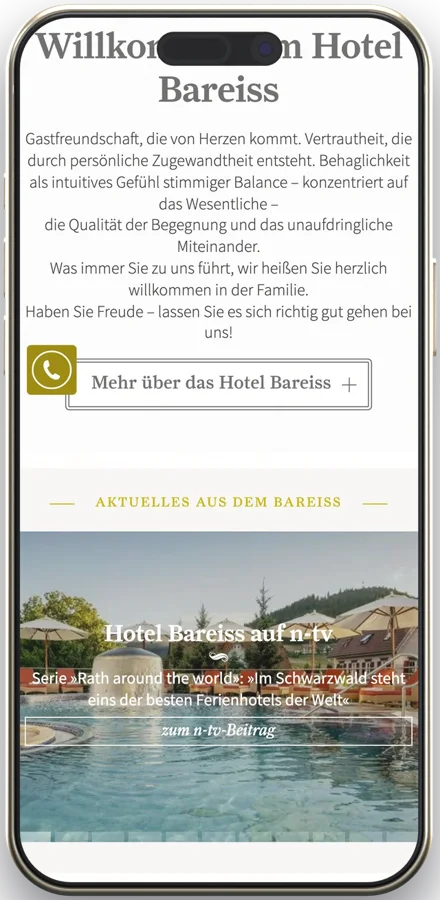 Willkor m Hotel
Bareiss
Gastfreundschaft, die von Herzen kommt. Vertrautheit, die
durch persönliche Zugewandtheit entsteht. Behaglichkeit
als intuitives Gefühl stimmiger Balance – konzentriert auf
das Wesentliche –
die Qualität der Begegnung und das unaufdringliche
Miteinander.
Was immer Sie zu uns führt, wir heißen Sie herzlich
willkommen in der Familie.
Haben Sie Freude – lassen Sie es sich richtig gut gehen bei
uns!
Mehr über das Hotel Bareiss +
AKTUELLES AUS DEM BAREISS
Hotel Bareiss auf n-tv
Serie »Rath around the world«: »Im Schwarzwald steht
eins der besten Ferienhotels der Welt«
zum n-tv-Beitrag